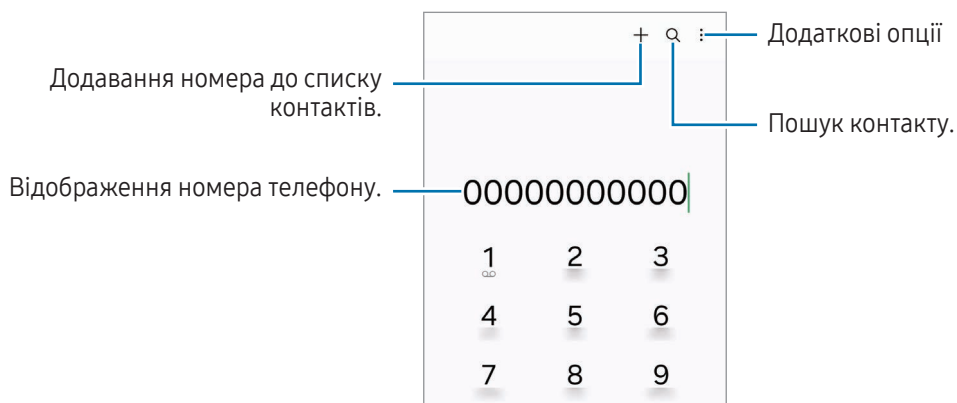 Додаткові опції
Додавання номера до списку
контактів.
Пошук контакту.
Відображення номера телефону.
00000000000
1 2 3
4 5 6
7 8 9